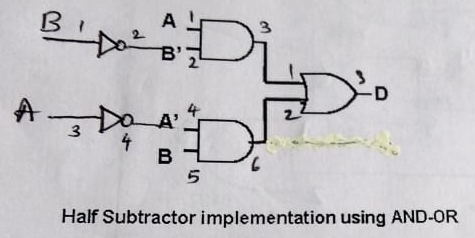 A 1
B 1 2 3
B' 2
1 3 D
A 3 4 A' 4 2
B 6
5
Half Subtractor implementation using AND-OR